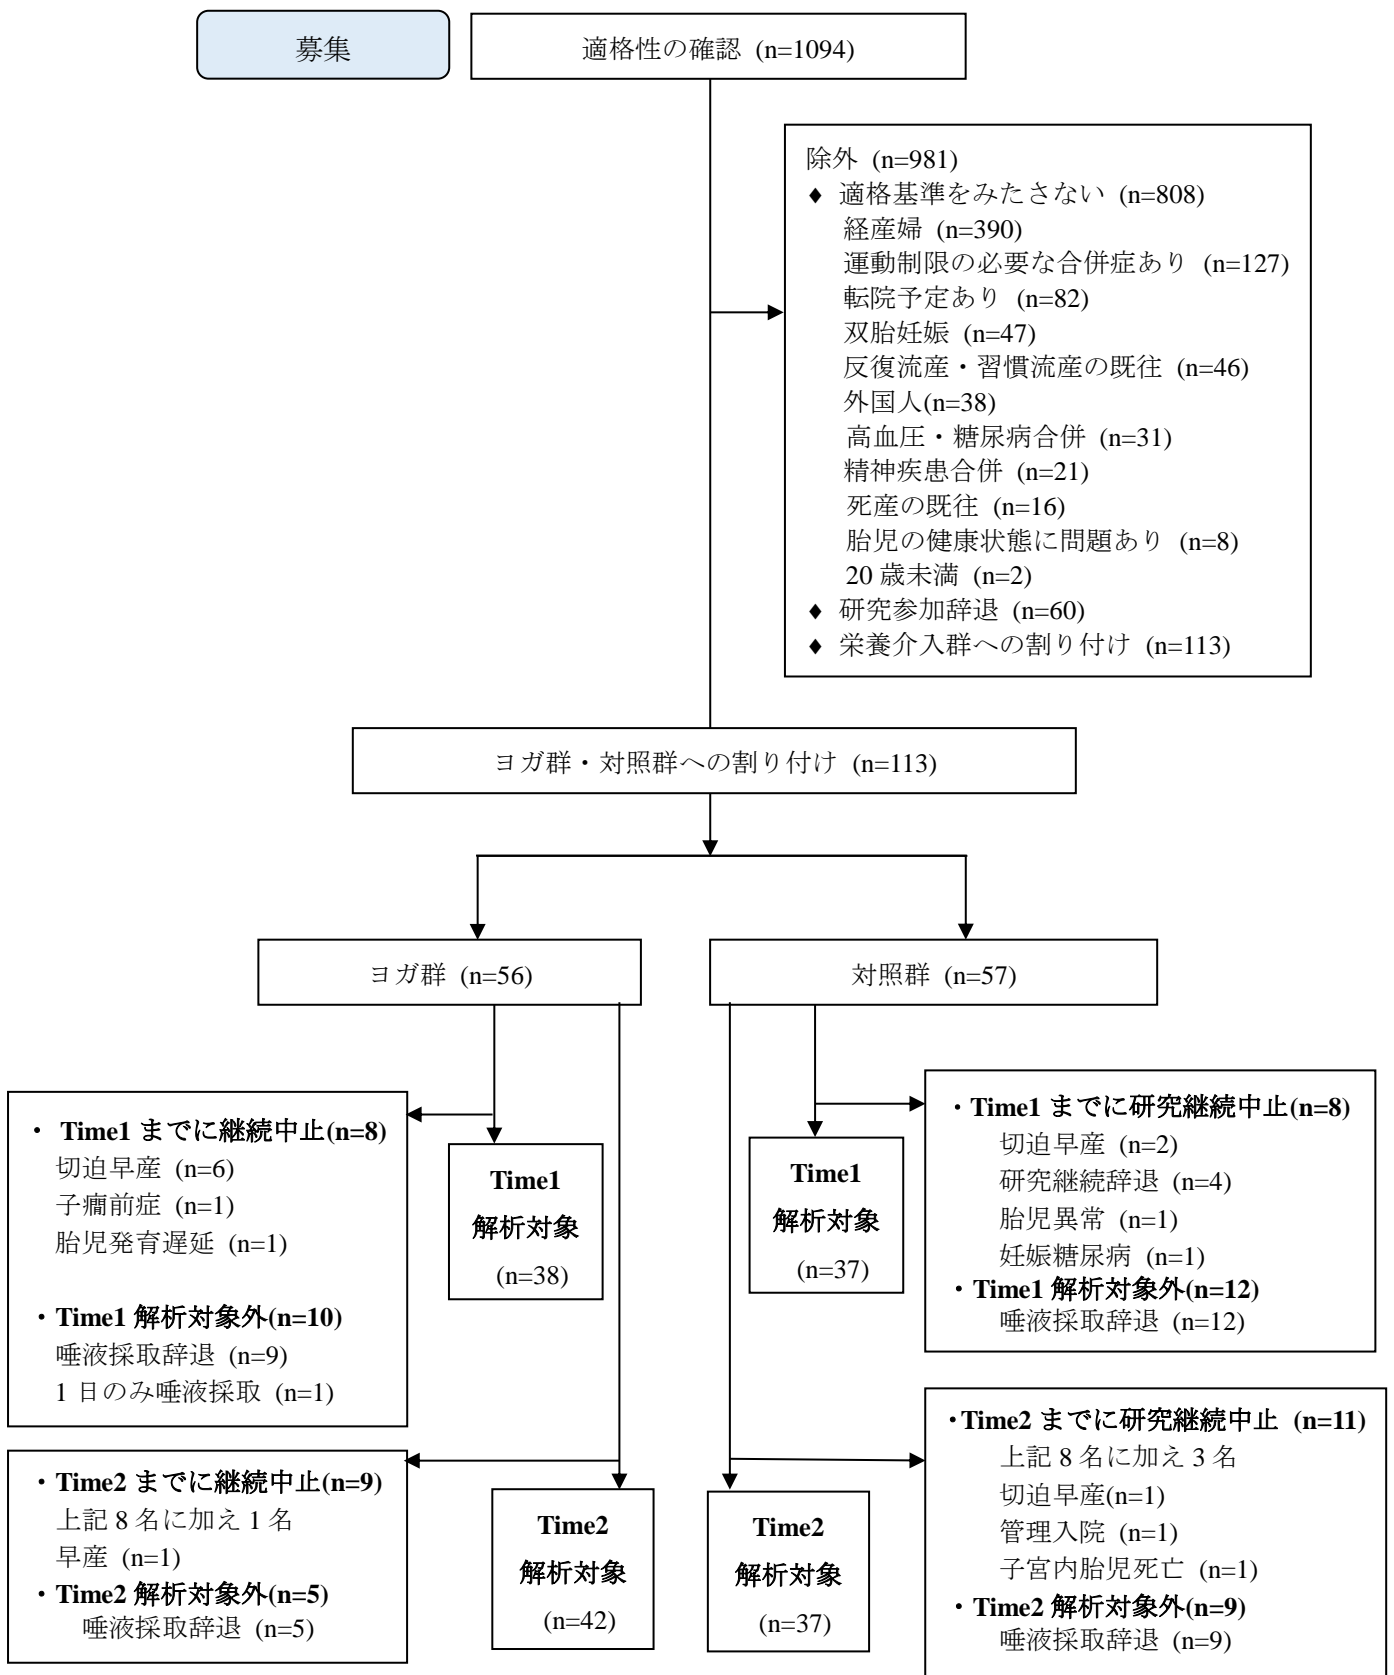 募集
適格性の確認 (n=1094)
除外 (n=981)
♦ 適格基準をみたさない (n=808)
経産婦 (n=390)
運動制限の必要な合併症あり (n=127)
転院予定あり (n=82)
双胎妊娠 (n=47)
反復流産・習慣流産の既往 (n=46)
外国人(n=38)
高血圧・糖尿病合併 (n=31)
精神疾患合併 (n=21)
死産の既往 (n=16)
胎児の健康状態に問題あり (n=8)
20 歳未満 (n=2)
♦ 研究参加辞退 (n=60)
♦ 栄養介入群への割り付け (n=113)
ヨガ群・対照群への割り付け (n=113)
ヨガ群 (n=56)
対照群 (n=57)
・ Time1 までに継続中止(n=8)
切迫早産 (n=6)
子癇前症 (n=1)
胎児発育遅延 (n=1)
・Time1 解析対象外(n=10)
唾液採取辞退 (n=9)
1 日のみ唾液採取 (n=1)
Time1
解析対象
(n=38)
Time1
解析対象
(n=37)
・Time1 までに研究継続中止(n=8)
切迫早産 (n=2)
研究継続辞退 (n=4)
胎児異常 (n=1)
妊娠糖尿病 (n=1)
・Time1 解析対象外(n=12)
唾液採取辞退 (n=12)
・Time2 までに継続中止(n=9)
上記 8 名に加え 1 名
早産 (n=1)
・Time2 解析対象外(n=5)
唾液採取辞退 (n=5)
Time2
解析対象
(n=42)
Time2
解析対象
(n=37)
・Time2 までに研究継続中止 (n=11)
上記 8 名に加え 3 名
切迫早産(n=1)
管理入院 (n=1)
子宮内胎児死亡 (n=1)
・Time2 解析対象外(n=9)
唾液採取辞退 (n=9)